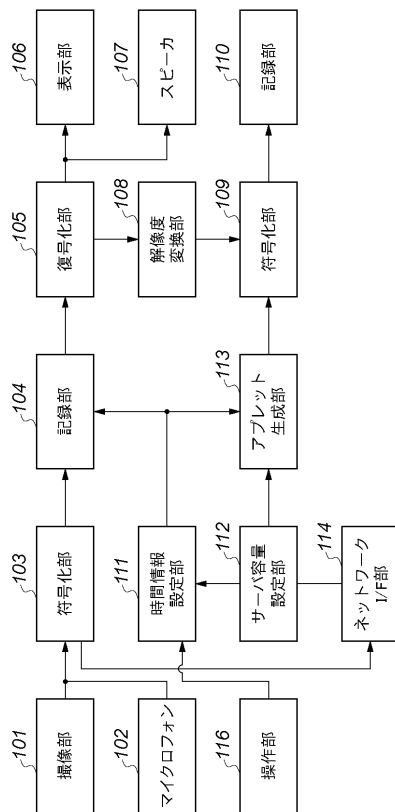 101
撮像部
102
マイクロフォン
116
操作部
103
符号化部
111
時間情報
設定部
112
サーバ容量
設定部
114
ネットワーク
I/F部
104
記録部
113
アプレット
生成部
105
復号化部
108
解像度
変換部
109
符号化部
106
表示部
107
スピーカ
110
記録部